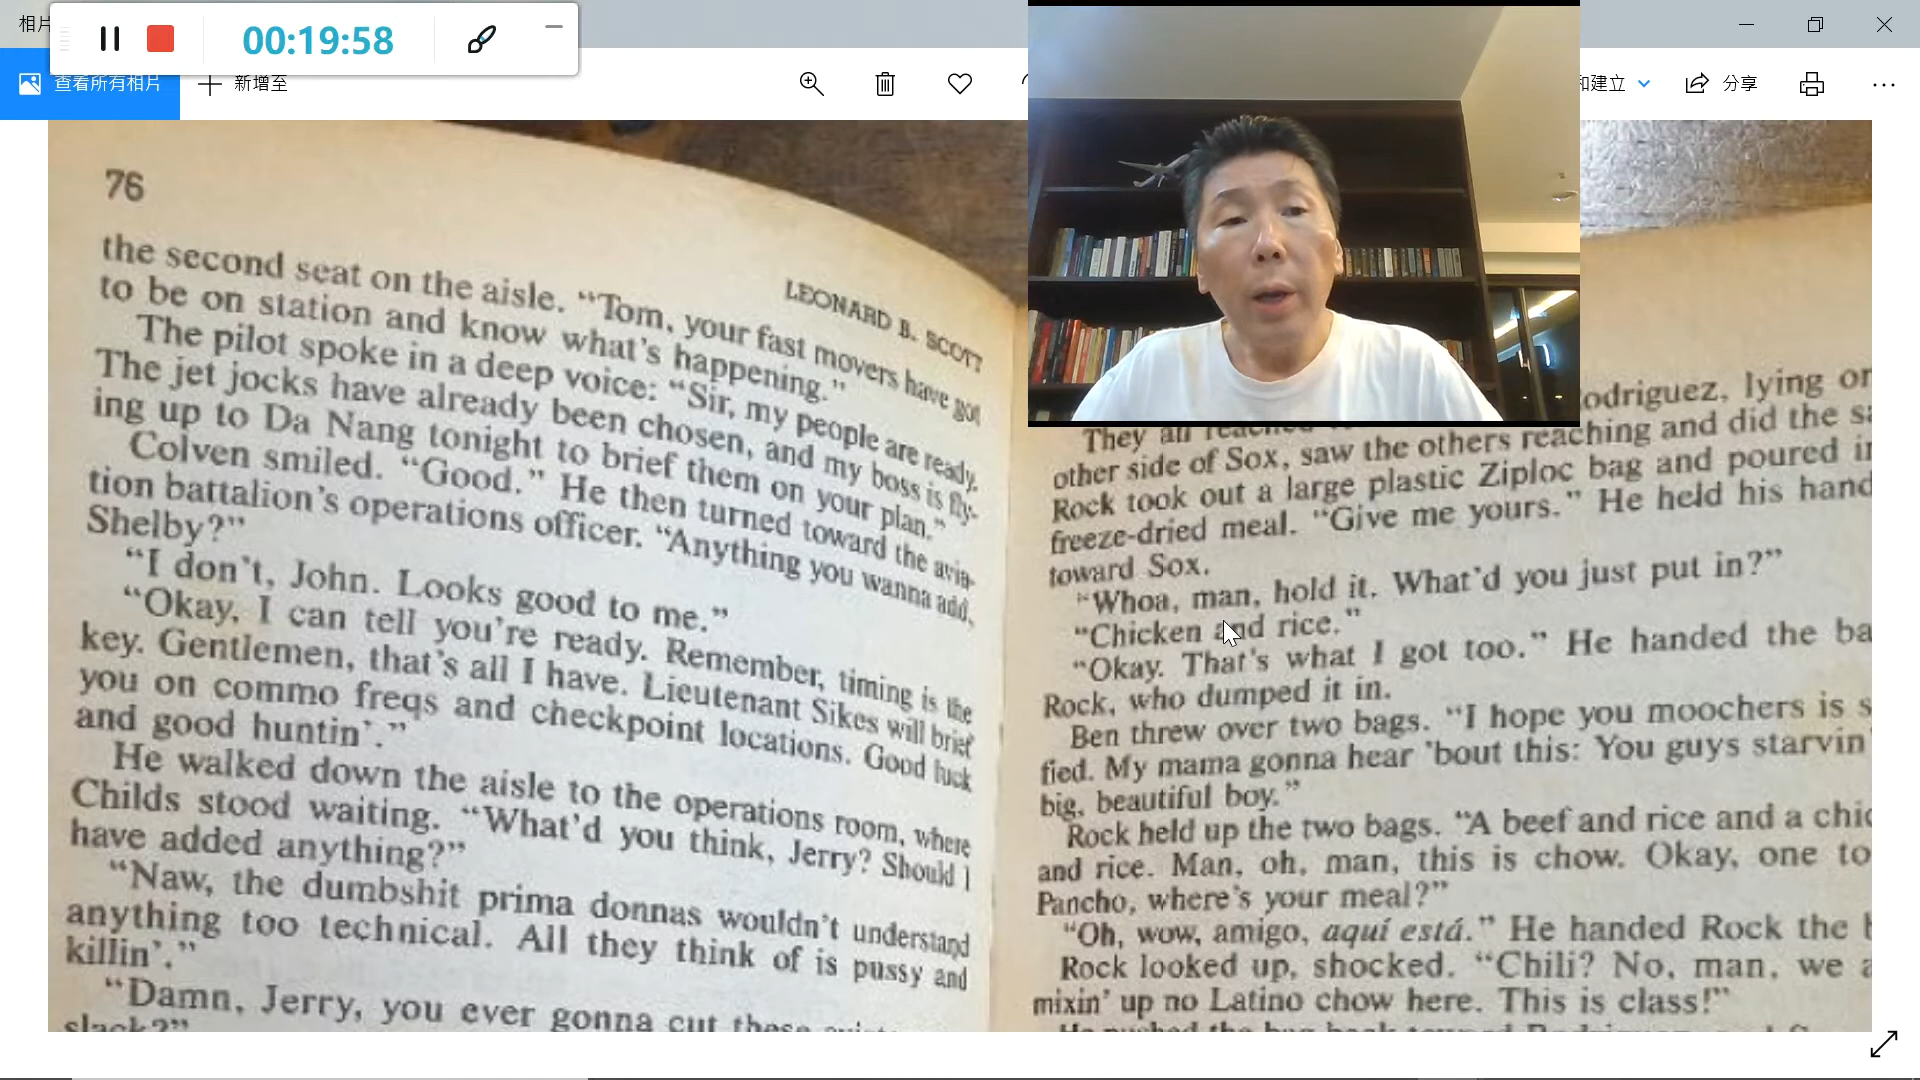 相片
00:19:58
查看所有相片
新增至
和建立
分享
76
LEONARD B. SCOTT
the second seat on the aisle. “Tom, your fast movers have got
to be on station and know what’s happening.”
The pilot spoke in a deep voice: “Sir, my people are ready.
The jet jocks have already been chosen, and my boss is fly-
ing up to Da Nang tonight to brief them on your plan.”
Colven smiled. “Good.” He then turned toward the avia-
tion battalion’s operations officer. “Anything you wanna add,
Shelby?”
“I don’t, John. Looks good to me.”
“Okay, I can tell you’re ready. Remember, timing is the
key. Gentlemen, that’s all I have. Lieutenant Sikes will brief
you on commo freqs and checkpoint locations. Good luck
and good huntin’.”
He walked down the aisle to the operations room, where
Childs stood waiting. “What’d you think, Jerry? Should I
have added anything?”
“Naw, the dumbshit prima donnas wouldn’t understand
anything too technical. All they think of is pussy and
killin’.”
“Damn, Jerry, you ever gonna cut these
slack?”
odriguez, lying on
They all reached
other side of Sox, saw the others reaching and did the sa
Rock took out a large plastic Ziploc bag and poured in
freeze-dried meal. “Give me yours.” He held his hand
toward Sox.
“Whoa, man, hold it. What’d you just put in?”
“Chicken and rice.”
“Okay. That’s what I got too.” He handed the ba
Rock, who dumped it in.
Ben threw over two bags. “I hope you moochers is s
fied. My mama gonna hear ’bout this: You guys starvin’
big, beautiful boy.”
Rock held up the two bags. “A beef and rice and a chic
and rice. Man, oh, man, this is chow. Okay, one to
Pancho, where’s your meal?”
“Oh, wow, amigo, aquí está.” He handed Rock the b
Rock looked up, shocked. “Chili? No, man, we a
mixin’ up no Latino chow here. This is class!”
He pushed the bag back toward